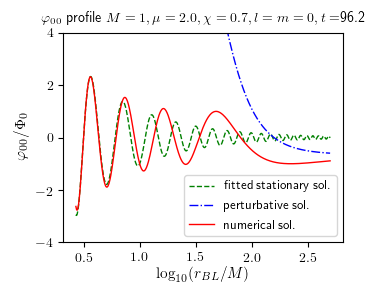 φ₀₀ profile M = 1, μ = 2.0, χ = 0.7, l = m = 0, t =96.2
φ₀₀/Φ₀
4
2
0
−2
−4
fitted stationary sol.
perturbative sol.
numerical sol.
0.5 1.0 1.5 2.0 2.5
log₁₀(r_BL/M)